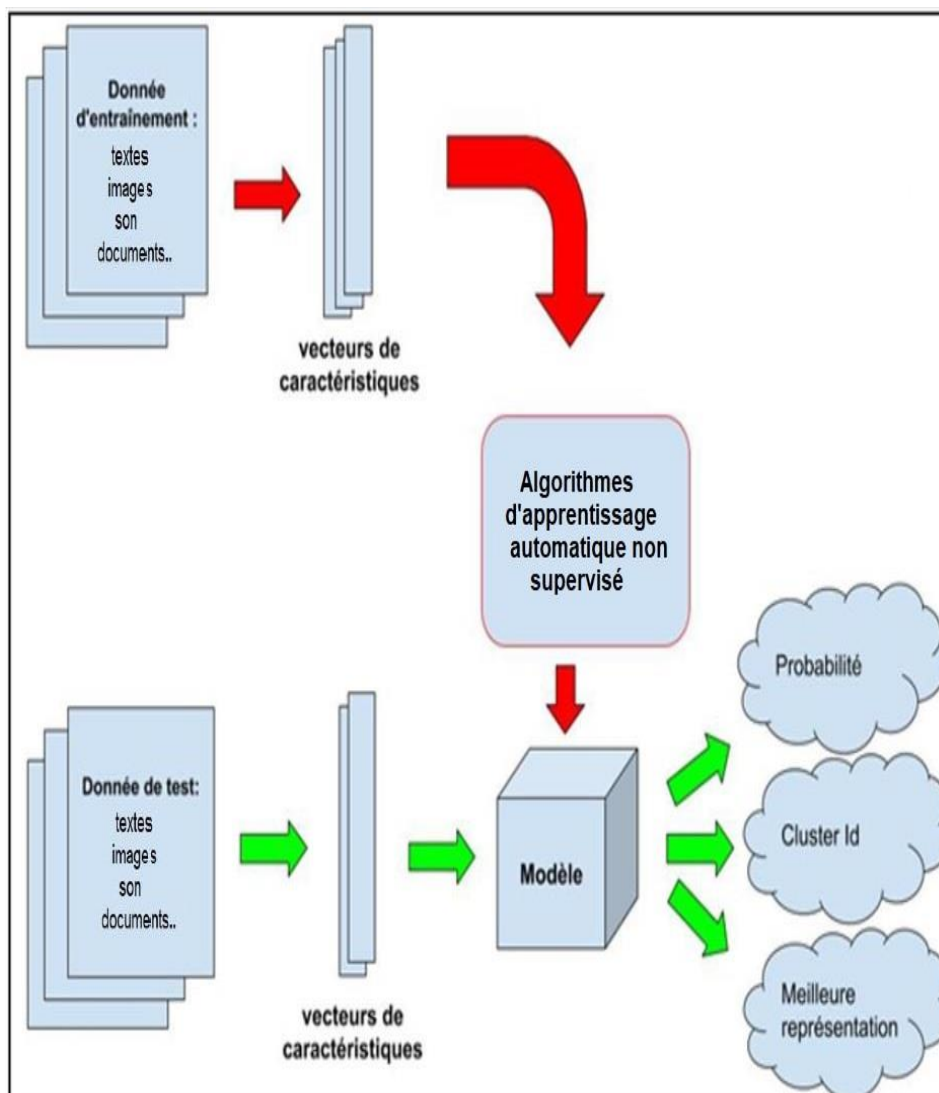 Donnée
d'entraînement :
textes
images
son
documents..
vecteurs de
caractéristiques
Algorithmes
d'apprentissage
automatique non
supervisé
Probabilité
Donnée de test:
textes
images
son
documents..
Modèle
Cluster Id
vecteurs de
caractéristiques
Meilleure
représentation